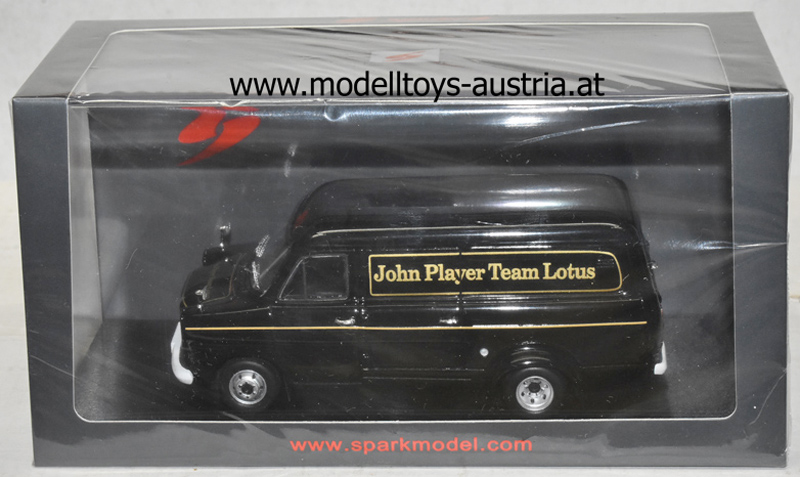 www.modelltoys-austria.at
John Player Team Lotus
www.sparkmodel.com